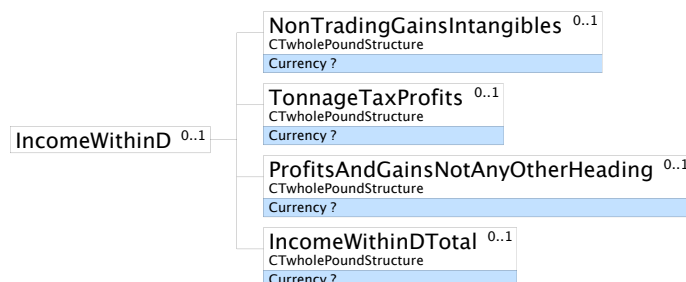 NonTradingGainsIntangibles 0..1
CTwholePoundStructure
Currency ?
TonnageTaxProfits 0..1
CTwholePoundStructure
Currency ?
IncomeWithinD 0..1
ProfitsAndGainsNotAnyOtherHeading 0..1
CTwholePoundStructure
Currency ?
IncomeWithinDTotal 0..1
CTwholePoundStructure
Currency ?